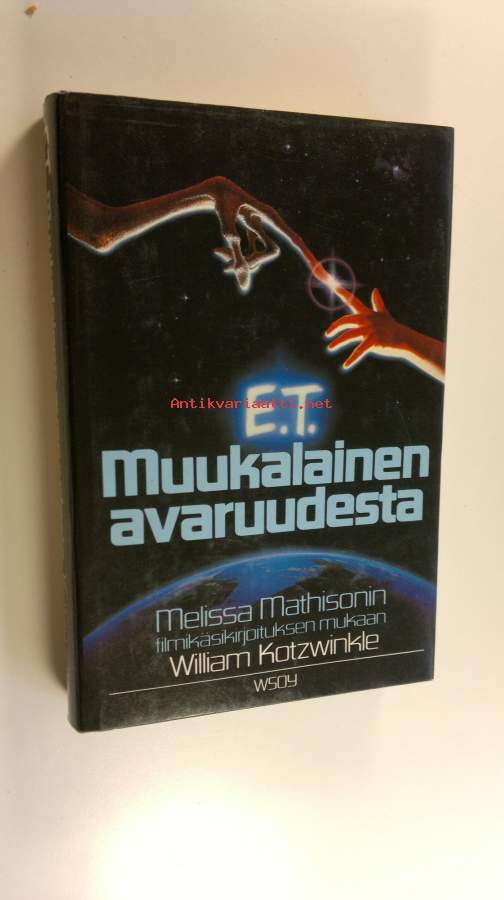 E.T.
Antikvariaatti.net
Muukalainen
avaruudesta
Melissa Mathisonin
filmikäsikirjoituksen mukaan
William Kotzwinkle
WSOY